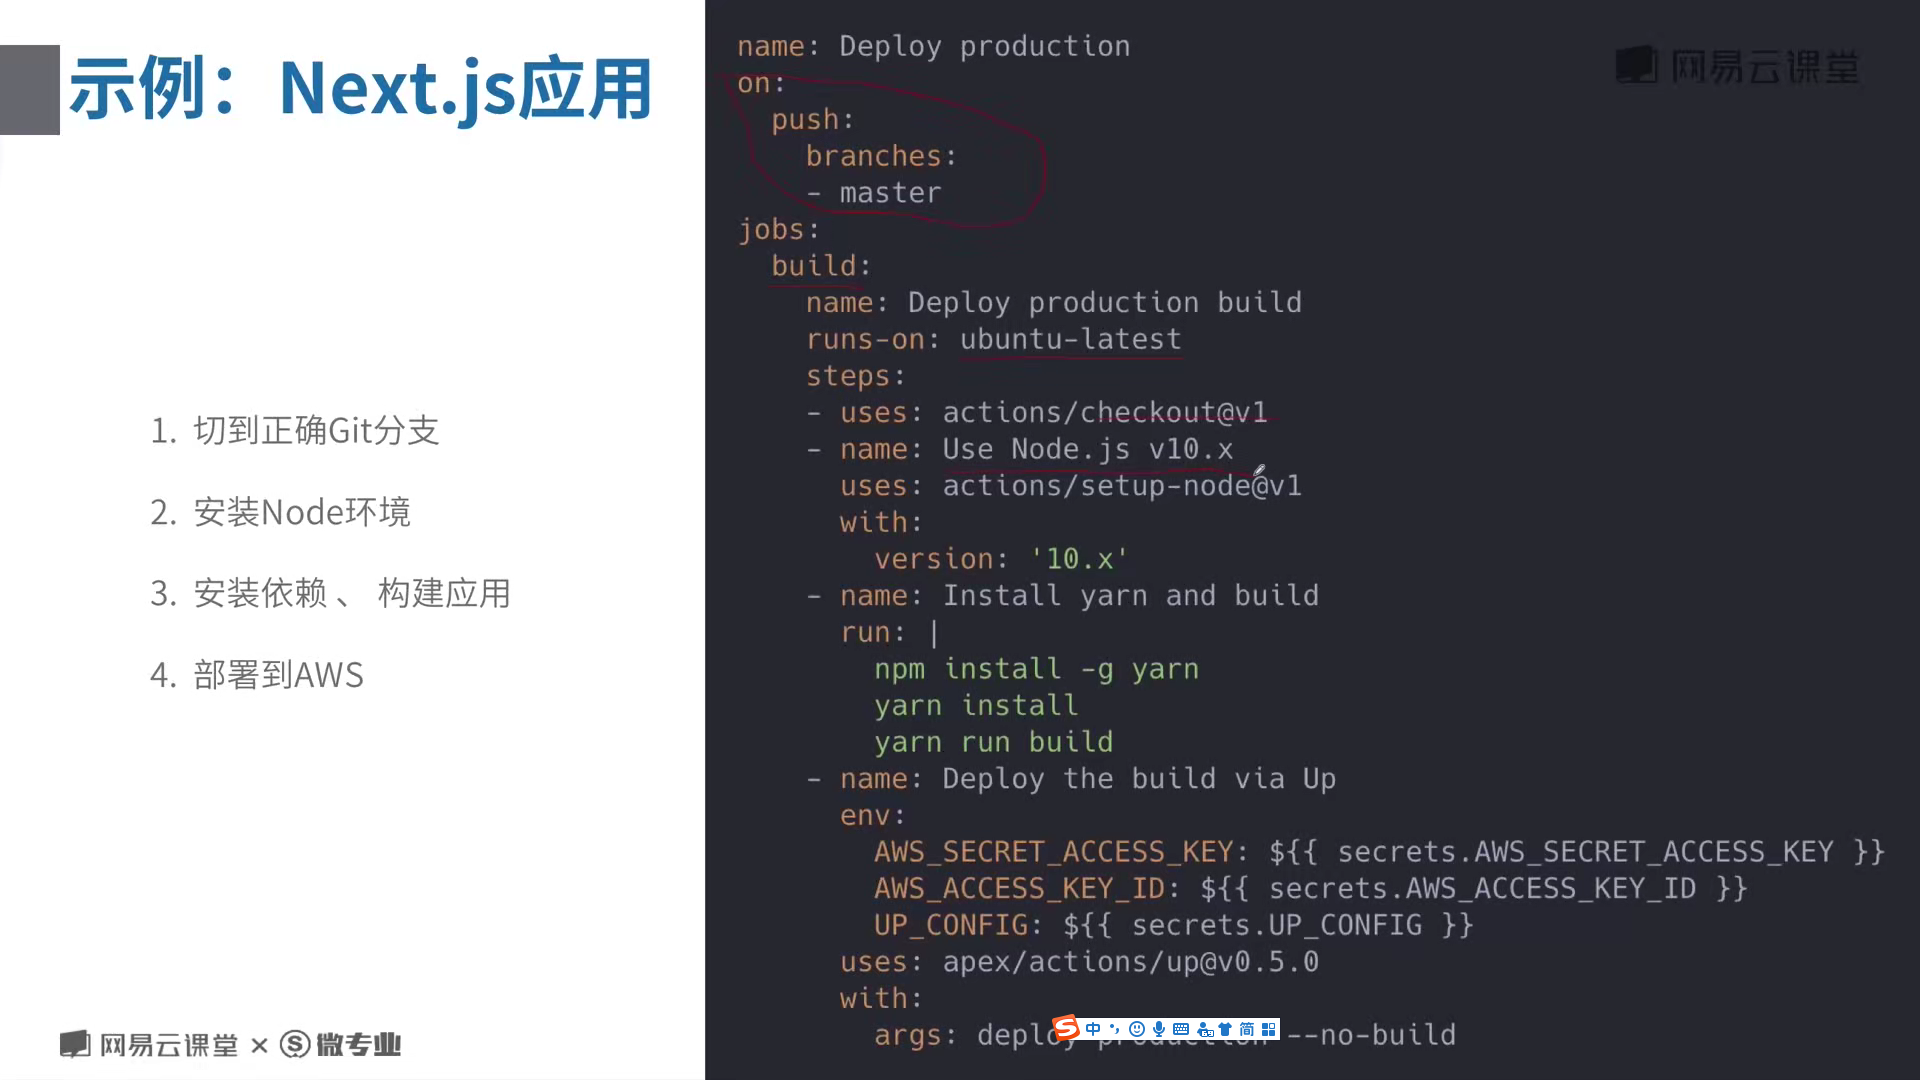 示例：Next.js应用
1. 切到正确Git分支
2. 安装Node环境
3. 安装依赖 、 构建应用
4. 部署到AWS
网易云课堂 × 微专业
网易云课堂
name: Deploy production
on:
push:
branches:
- master
jobs:
build:
name: Deploy production build
runs-on: ubuntu-latest
steps:
- uses: actions/checkout@v1
- name: Use Node.js v10.x
uses: actions/setup-node@v1
with:
version: '10.x'
- name: Install yarn and build
run: |
npm install -g yarn
yarn install
yarn run build
- name: Deploy the build via Up
env:
AWS_SECRET_ACCESS_KEY: ${{ secrets.AWS_SECRET_ACCESS_KEY }}
AWS_ACCESS_KEY_ID: ${{ secrets.AWS_ACCESS_KEY_ID }}
UP_CONFIG: ${{ secrets.UP_CONFIG }}
uses: apex/actions/up@v0.5.0
with:
args: deploy production --no-build
中 简